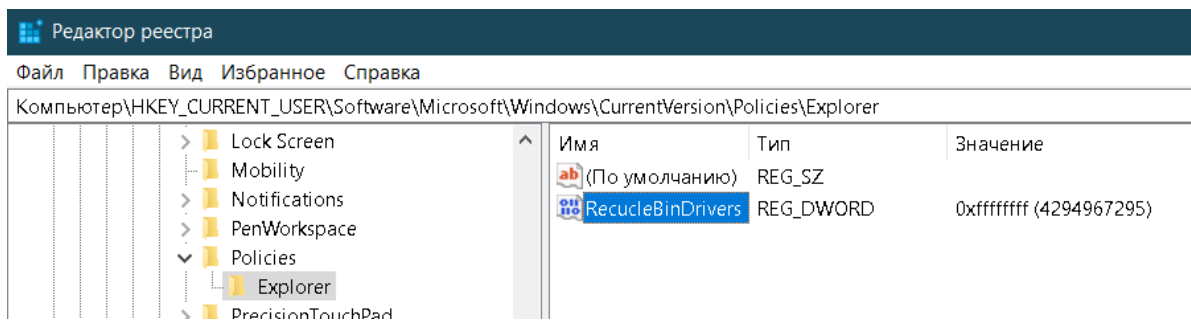 Редактор реестра
Файл Правка Вид Избранное Справка
Компьютер\HKEY_CURRENT_USER\Software\Microsoft\Windows\CurrentVersion\Policies\Explorer
Lock Screen
Mobility
Notifications
PenWorkspace
Policies
Explorer
PrecisionTouchPad
Имя Тип Значение
(По умолчанию) REG_SZ
RecucleBinDrivers REG_DWORD 0xffffffff (4294967295)